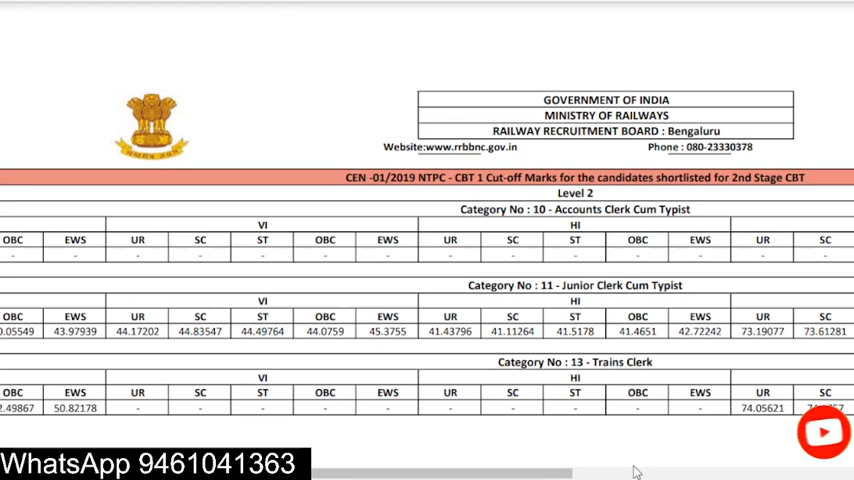 GOVERNMENT OF INDIA
MINISTRY OF RAILWAYS
RAILWAY RECRUITMENT BOARD : Bengaluru
Website:www.rrbbnc.gov.in Phone : 080-23330378
CEN -01/2019 NTPC - CBT 1 Cut-off Marks for the candidates shortlisted for 2nd Stage CBT
Level 2
Category No : 10 - Accounts Clerk Cum Typist
VI HI
OBC EWS UR SC ST OBC EWS UR SC ST OBC EWS UR SC
- - - - - - - - - - - - - -
Category No : 11 - Junior Clerk Cum Typist
VI HI
OBC EWS UR SC ST OBC EWS UR SC ST OBC EWS UR SC
.05549 43.97939 44.17202 44.83547 44.49764 44.0759 45.3755 41.43796 41.11264 41.5178 41.4651 42.72242 73.19077 73.61281
Category No : 13 - Trains Clerk
VI HI
OBC EWS UR SC ST OBC EWS UR SC ST OBC EWS UR SC
2.49867 50.82178 - - - - - - - - - - 74.05621
WhatsApp 9461041363